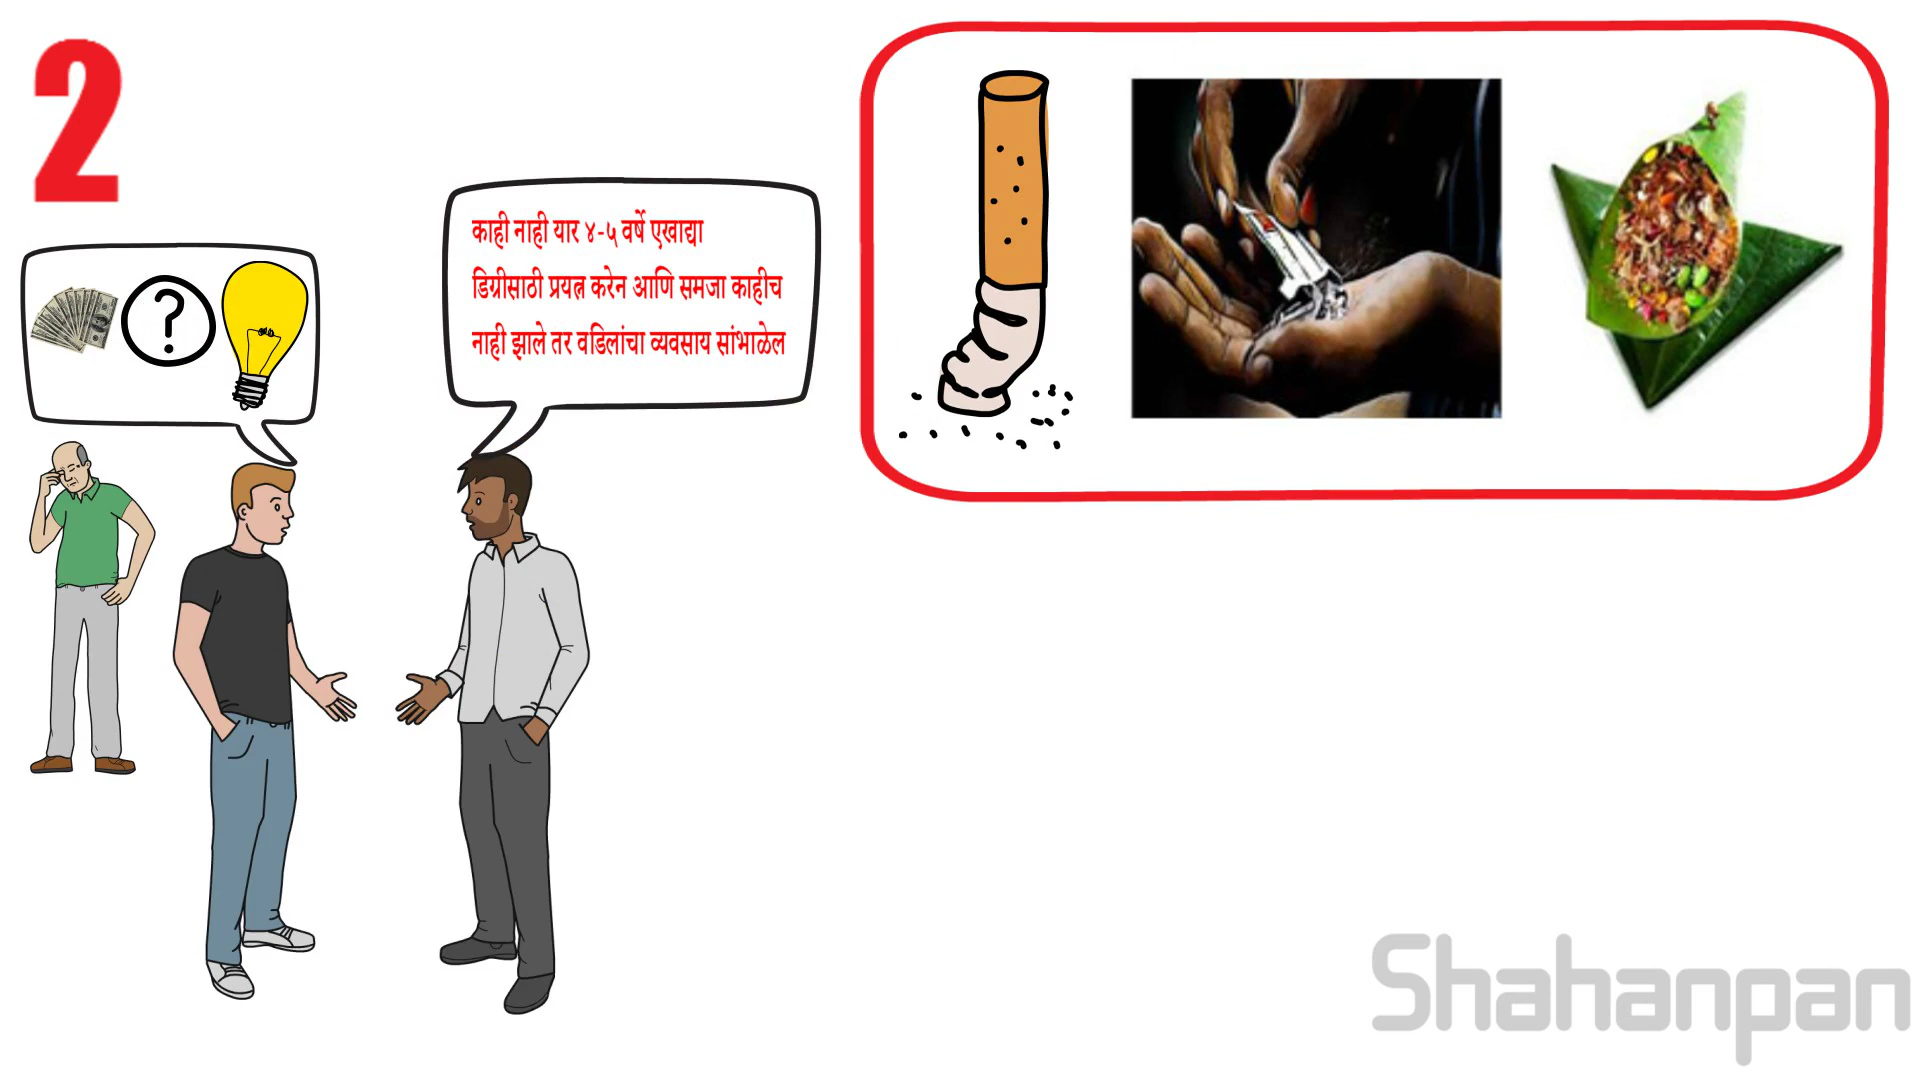 2
काही नाही यार ४-५ वर्षे एखाद्या
डिग्रीसाठी प्रयत्न करेन आणि समजा काहीच
नाही झाले तर वडिलांचा व्यवसाय सांभाळेल
?
Shahanpan